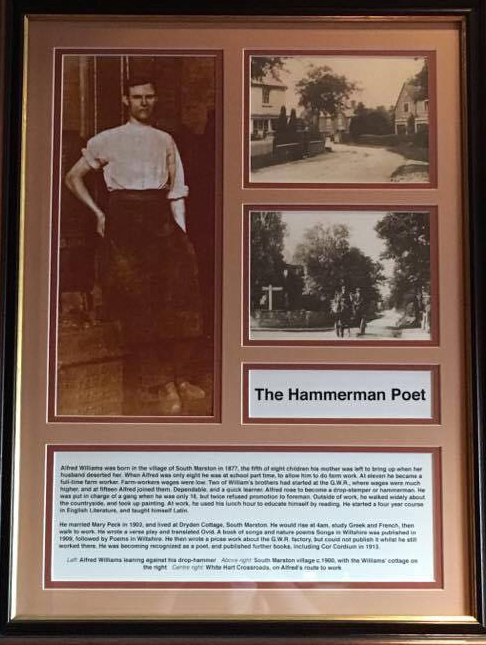 The Hammerman Poet
Alfred Williams was born in the village of South Marston in 1877, the fifth of eight children his mother was left to bring up when her
husband deserted her. When Alfred was only eight he was at school part time, to allow him to do farm work. At eleven he became a
full-time farm worker. Farm-workers wages were low. Two of William's brothers had started at the G.W.R., where wages were much
higher, and at fifteen Alfred joined them. Dependable, and a quick learner, Alfred rose to become a drop-stamper or hammerman. He
was put in charge of a gang when he was only 16, but twice refused promotion to foreman. Outside of work, he walked widely about
the countryside, and took up painting. At work, he used his lunch hour to educate himself by reading. He started a four year course
in English Literature, and taught himself Latin.
He married Mary Peck in 1903, and lived at Dryden Cottage, South Marston. He would rise at 4am, study Greek and French, then
walk to work. He wrote a verse play and translated Ovid. A book of songs and nature poems Songs in Wiltshire was published in
1909, followed by Poems in Wiltshire. He then wrote a prose work about the G.W.R. factory, but could not publish it whilst he still
worked there. He was becoming recognized as a poet, and published further books, including Cor Cordium in 1913.
Left Alfred Williams leaning against his drop-hammer Above right South Marston village c.1900, with the Williams' cottage on
the right Centre right White Hart Crossroads, on Alfred's route to work